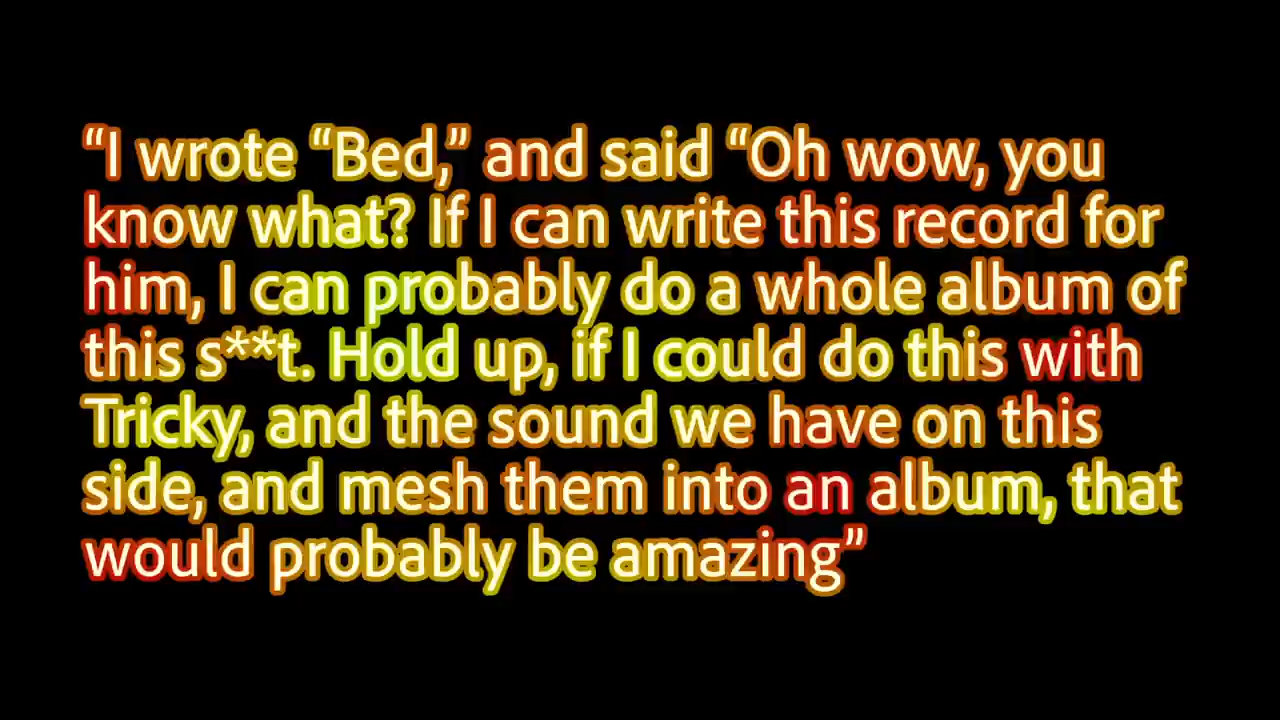 “I wrote “Bed,” and said “Oh wow, you
know what? If I can write this record for
him, I can probably do a whole album of
this s**t. Hold up, if I could do this with
Tricky, and the sound we have on this
side, and mesh them into an album, that
would probably be amazing”